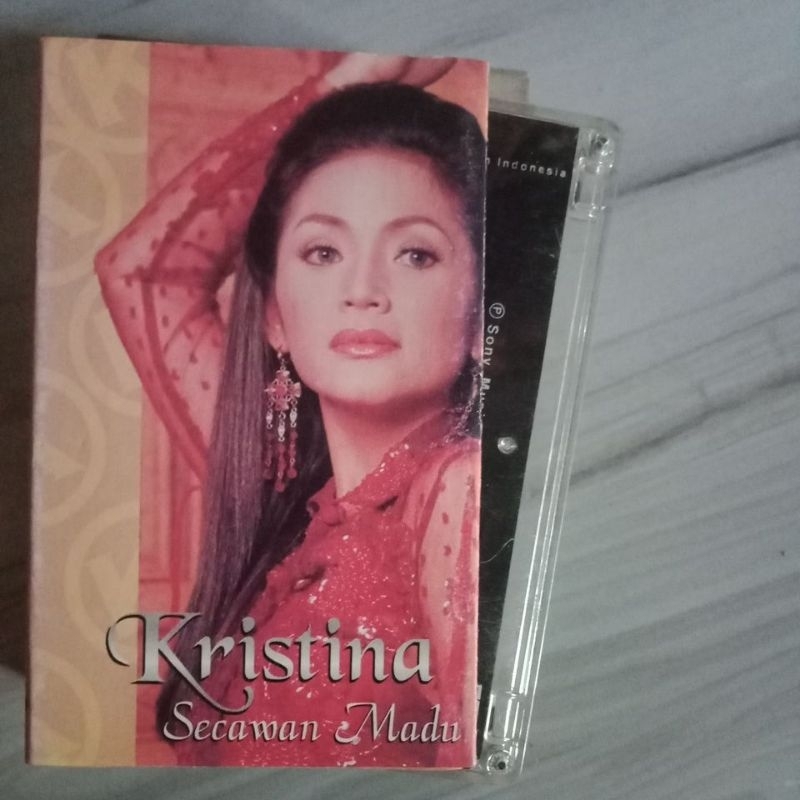 Kristina
Secawan Madu
Indonesia
℗ Sony